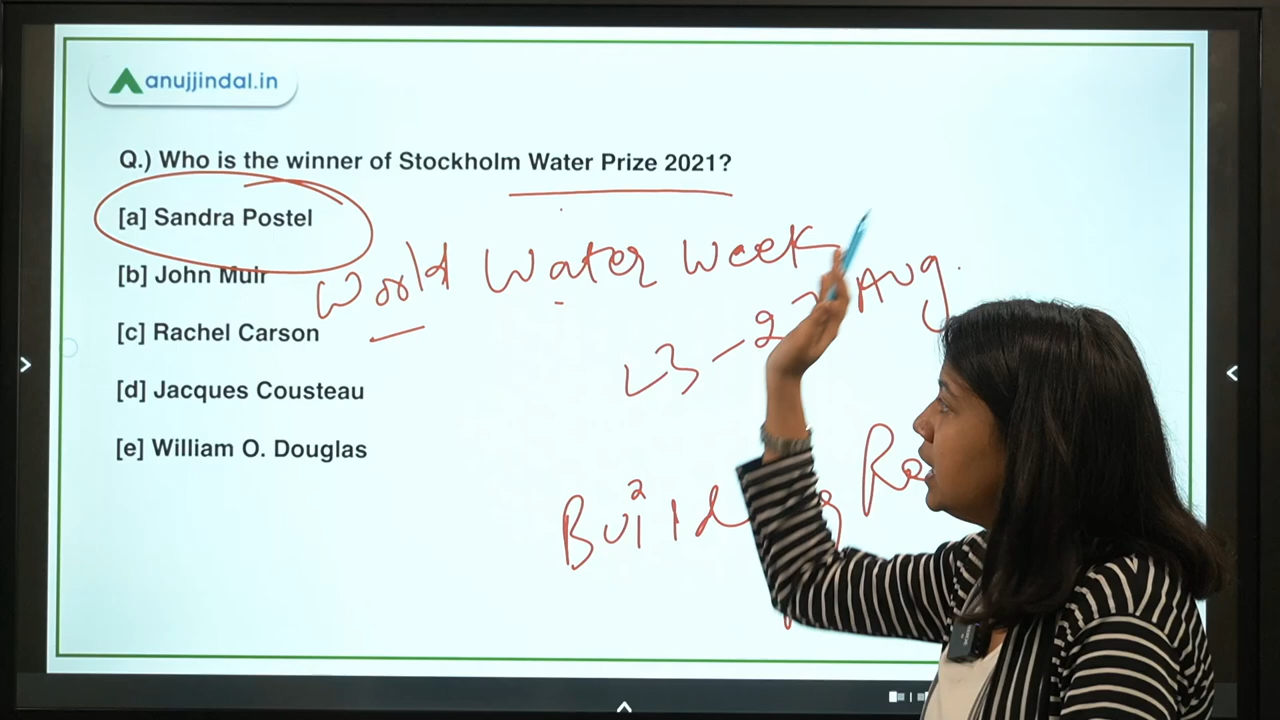 anujjindal.in
Q.) Who is the winner of Stockholm Water Prize 2021?
[a] Sandra Postel
[b] John Muir
[c] Rachel Carson
[d] Jacques Cousteau
[e] William O. Douglas
World Water Week
23 - 27 Aug
Building